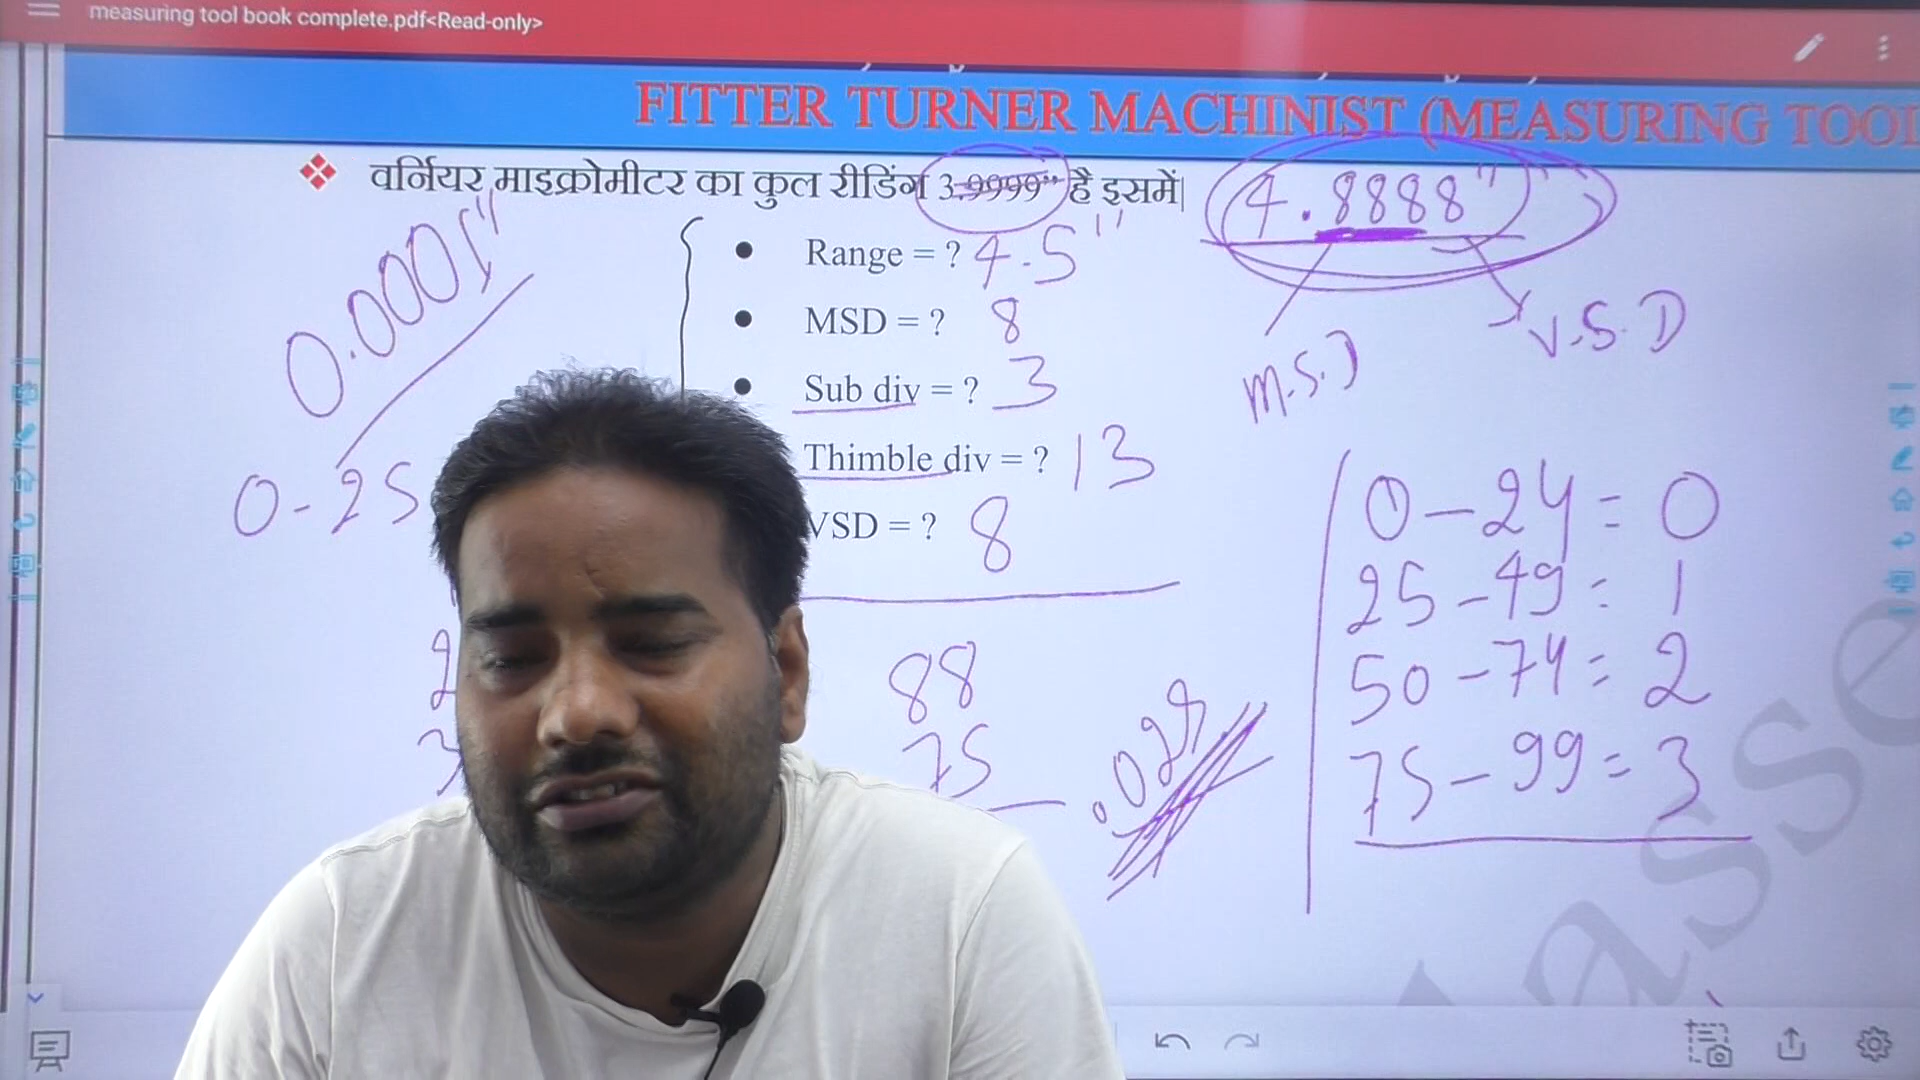 measuring tool book complete.pdf<Read-only>
FITTER TURNER MACHINIST (MEASURING TOOL
वर्नियर माइक्रोमीटर का कुल रीडिंग 3.9999" है इसमें|
4.8888"
0.0001"
Range = ? 4-5"
MSD = ? 8
Sub div = ? 3
Thimble div = ? 13
VSD = ? 8
M.S.D
V.S.D
0-25
88
75
0-24 = 0
25-49 = 1
50-74 = 2
75-99 = 3
asse